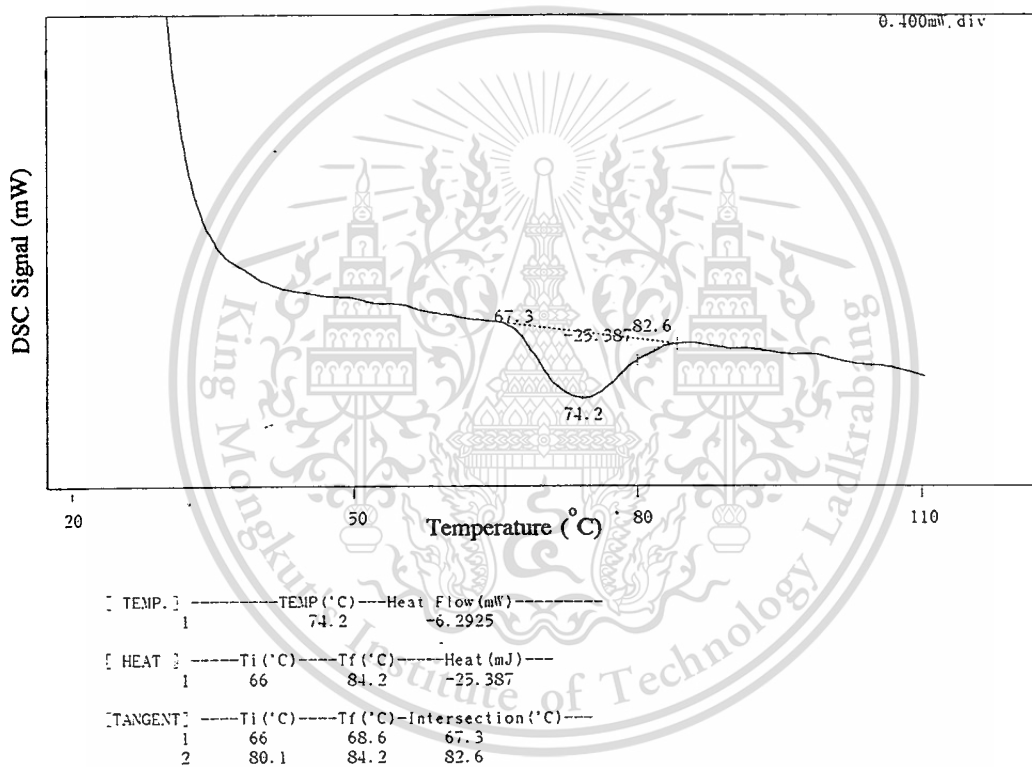 0.400mW.div
DSC Signal (mW)
67.3
-25.387
82.6
74.2
20
50
80
110
Temperature (°C)
King Mongkut's Institute of Technology Ladkrabang
[ TEMP.] --------TEMP(°C)---Heat Flow(mW)---------
1 74.2 -6.2925
[ HEAT ] ----Ti(°C)----Tf(°C)----Heat(mJ)---
1 66 84.2 -25.387
[TANGENT] ----Ti(°C)----Tf(°C)-Intersection(°C)---
1 66 68.6 67.3
2 80.1 84.2 82.6